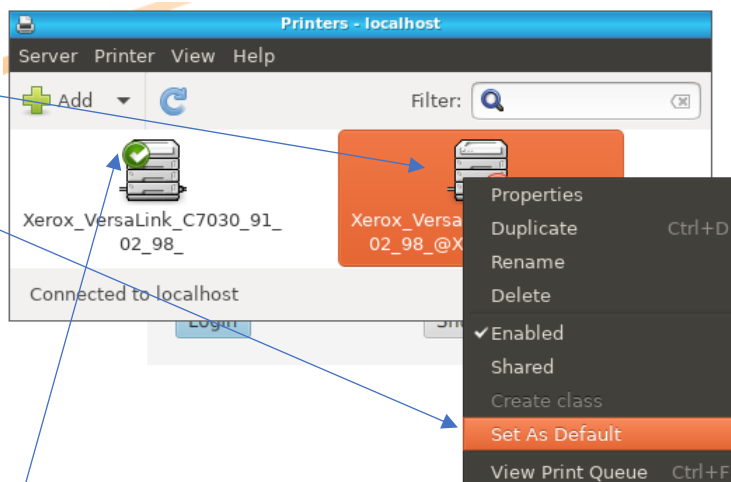 Printers - localhost
Server Printer View Help
Add Filter:
Xerox_VersaLink_C7030_91_
02_98_
Xerox_Versa
02_98_@X
Connected to localhost
Login
Properties
Duplicate Ctrl+D
Rename
Delete
Enabled
Shared
Create class
Set As Default
View Print Queue Ctrl+F